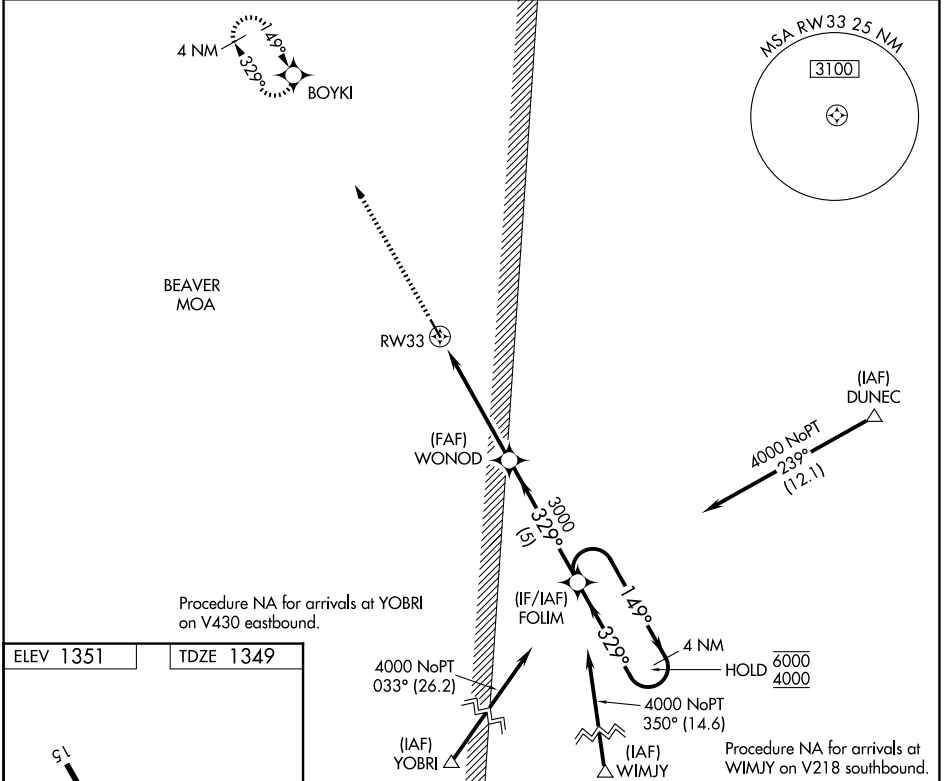 4 NM
149°
329°
BOYKI
MSA RW33 25 NM
3100
BEAVER
MOA
RW33
(IAF)
DUNEC
4000 NoPT
239°
(12.1)
(FAF)
WONOD
3000
329°
(5)
(IF/IAF)
FOLIM
149°
329°
4 NM
HOLD 6000
4000
Procedure NA for arrivals at YOBRI
on V430 eastbound.
ELEV 1351
TDZE 1349
15
4000 NoPT
033° (26.2)
(IAF)
YOBRI
4000 NoPT
350° (14.6)
(IAF)
WIMJY
Procedure NA for arrivals at
WIMJY on V218 southbound.